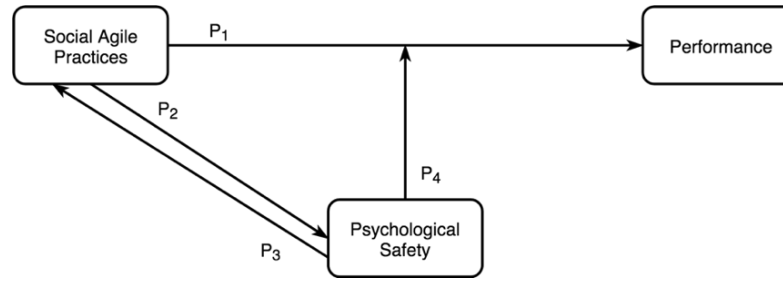 Social Agile
Practices
P1
Performance
P2
P4
Psychological
Safety
P3